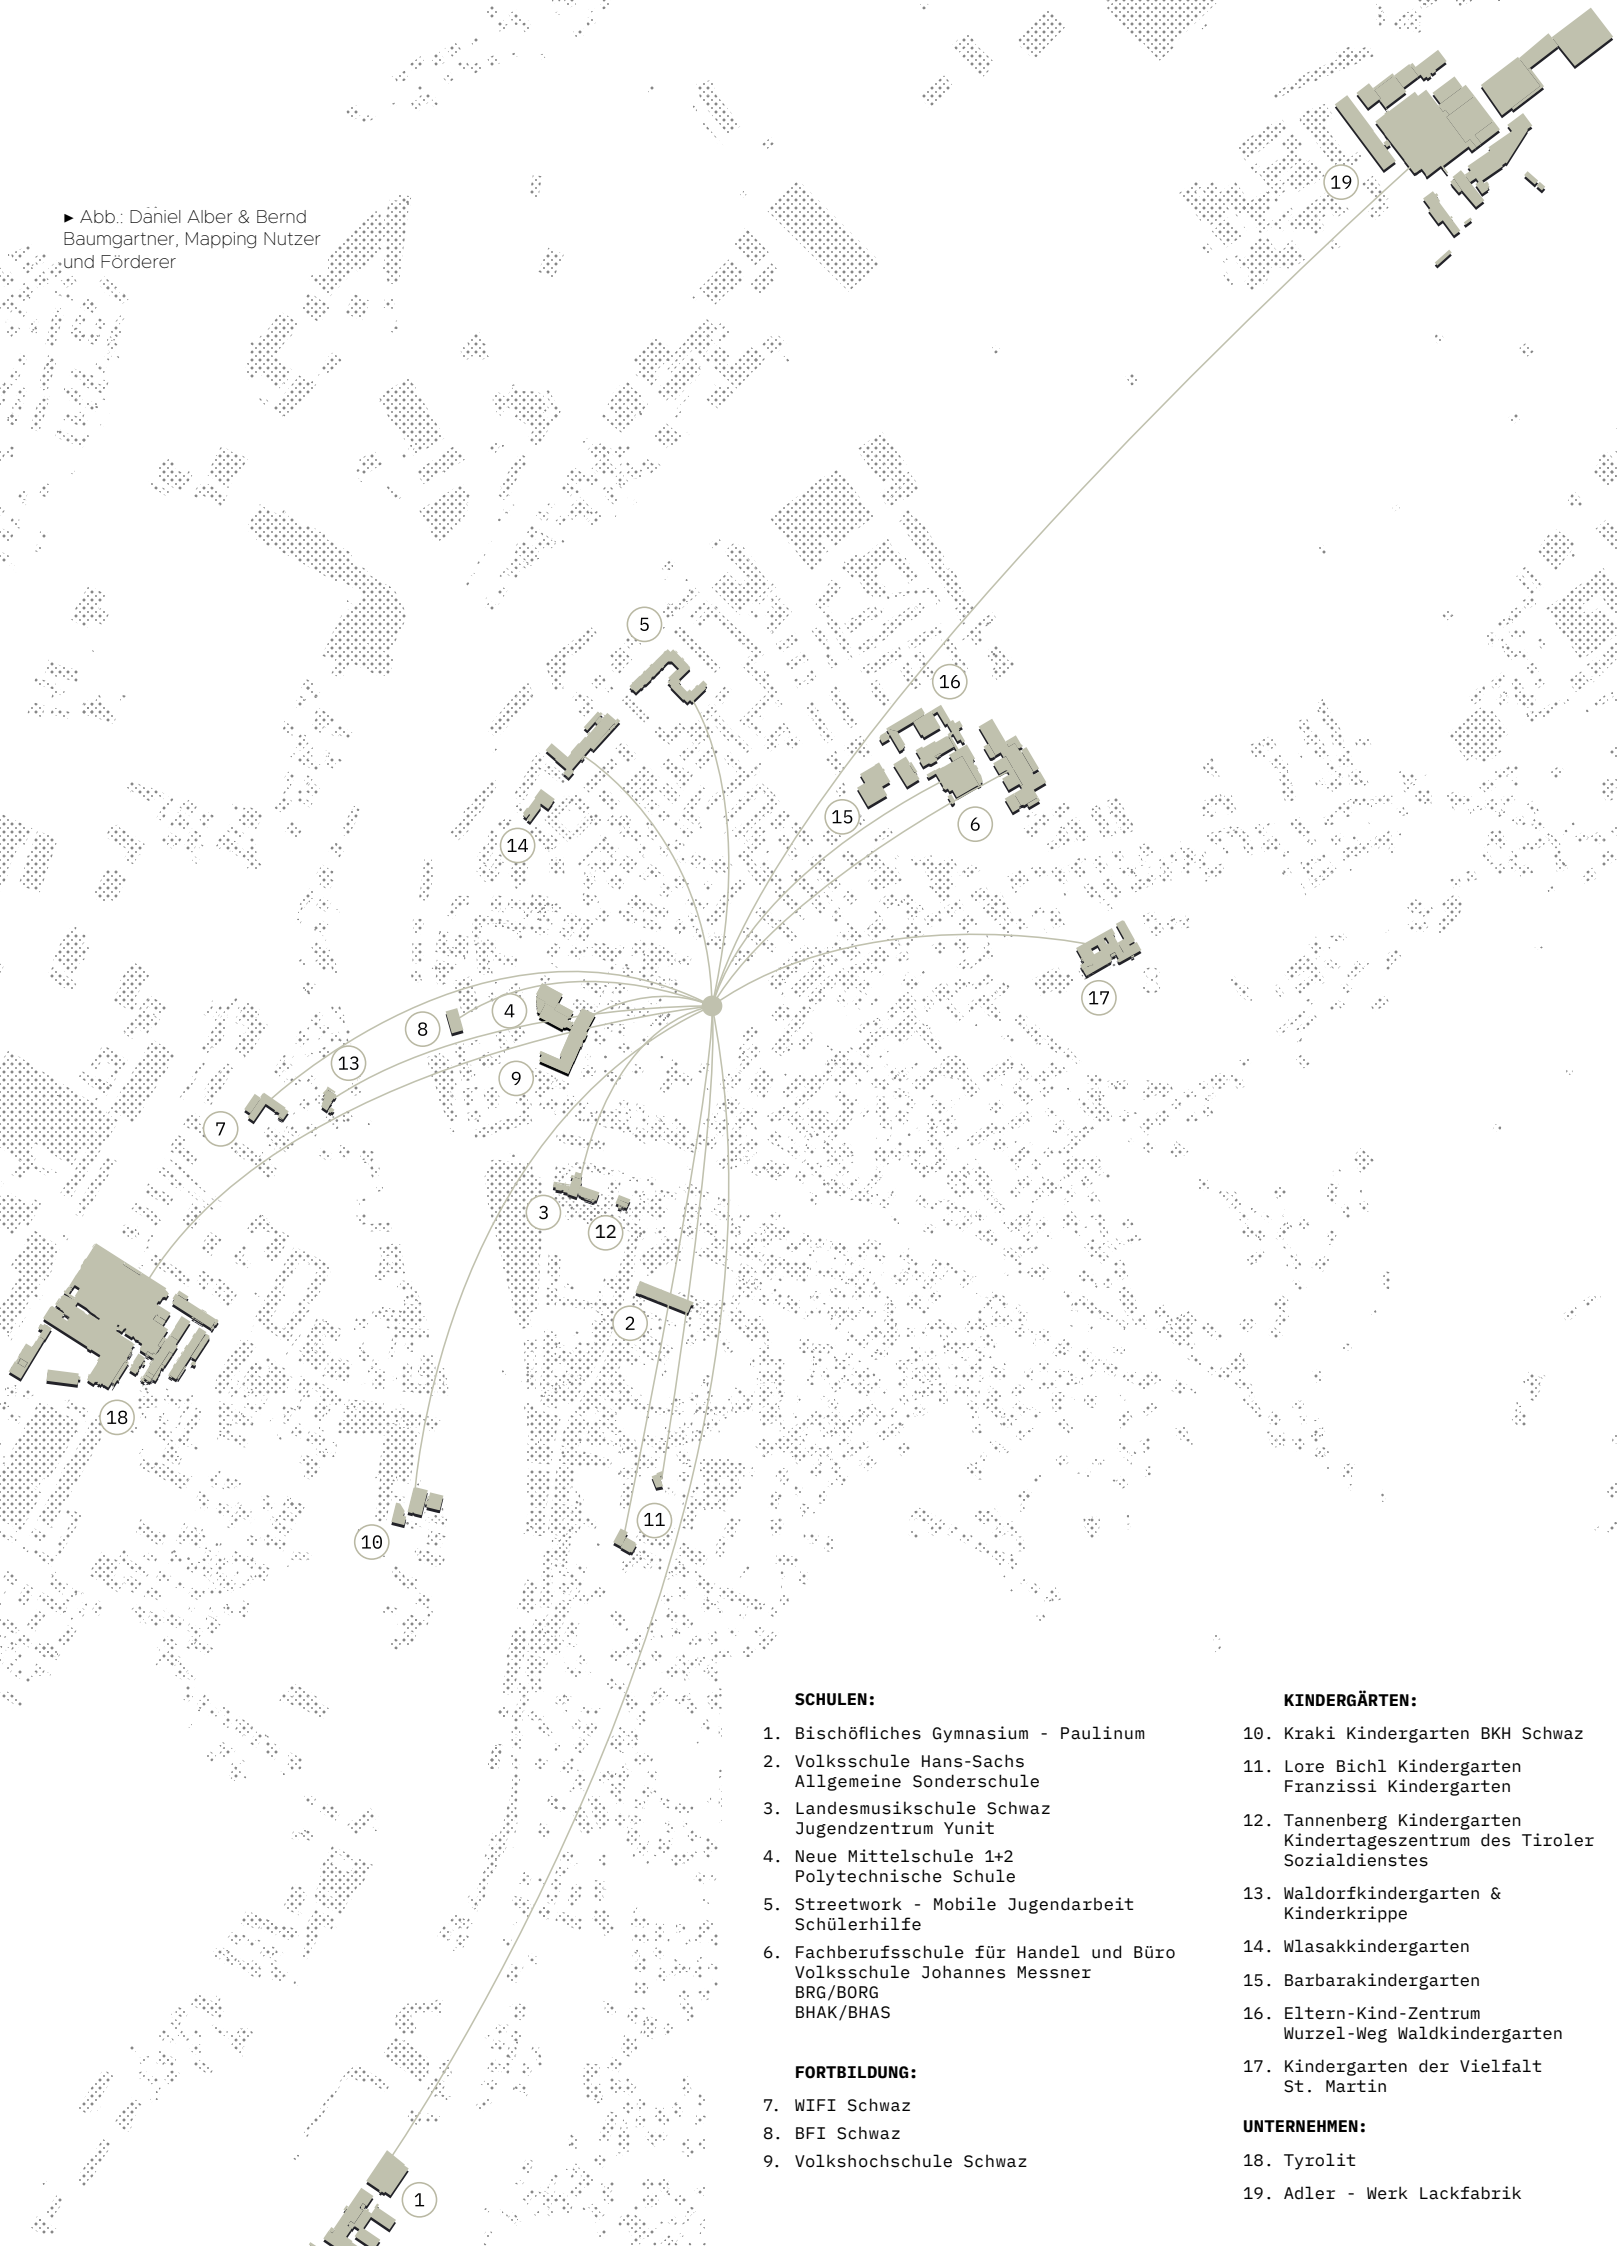 ► Abb.: Daniel Alber & Bernd
Baumgartner, Mapping Nutzer
und Förderer
19
5
16
15
6
14
17
4
8
13
9
7
3
12
2
18
11
10
1
SCHULEN:
1. Bischöfliches Gymnasium - Paulinum
2. Volksschule Hans-Sachs
Allgemeine Sonderschule
3. Landesmusikschule Schwaz
Jugendzentrum Yunit
4. Neue Mittelschule 1+2
Polytechnische Schule
5. Streetwork - Mobile Jugendarbeit
Schülerhilfe
6. Fachberufsschule für Handel und Büro
Volksschule Johannes Messner
BRG/BORG
BHAK/BHAS
FORTBILDUNG:
7. WIFI Schwaz
8. BFI Schwaz
9. Volkshochschule Schwaz
KINDERGÄRTEN:
10. Kraki Kindergarten BKH Schwaz
11. Lore Bichl Kindergarten
Franzissi Kindergarten
12. Tannenberg Kindergarten
Kindertageszentrum des Tiroler
Sozialdienstes
13. Waldorfkindergarten &
Kinderkrippe
14. Wlasakkindergarten
15. Barbarakindergarten
16. Eltern-Kind-Zentrum
Wurzel-Weg Waldkindergarten
17. Kindergarten der Vielfalt
St. Martin
UNTERNEHMEN:
18. Tyrolit
19. Adler - Werk Lackfabrik